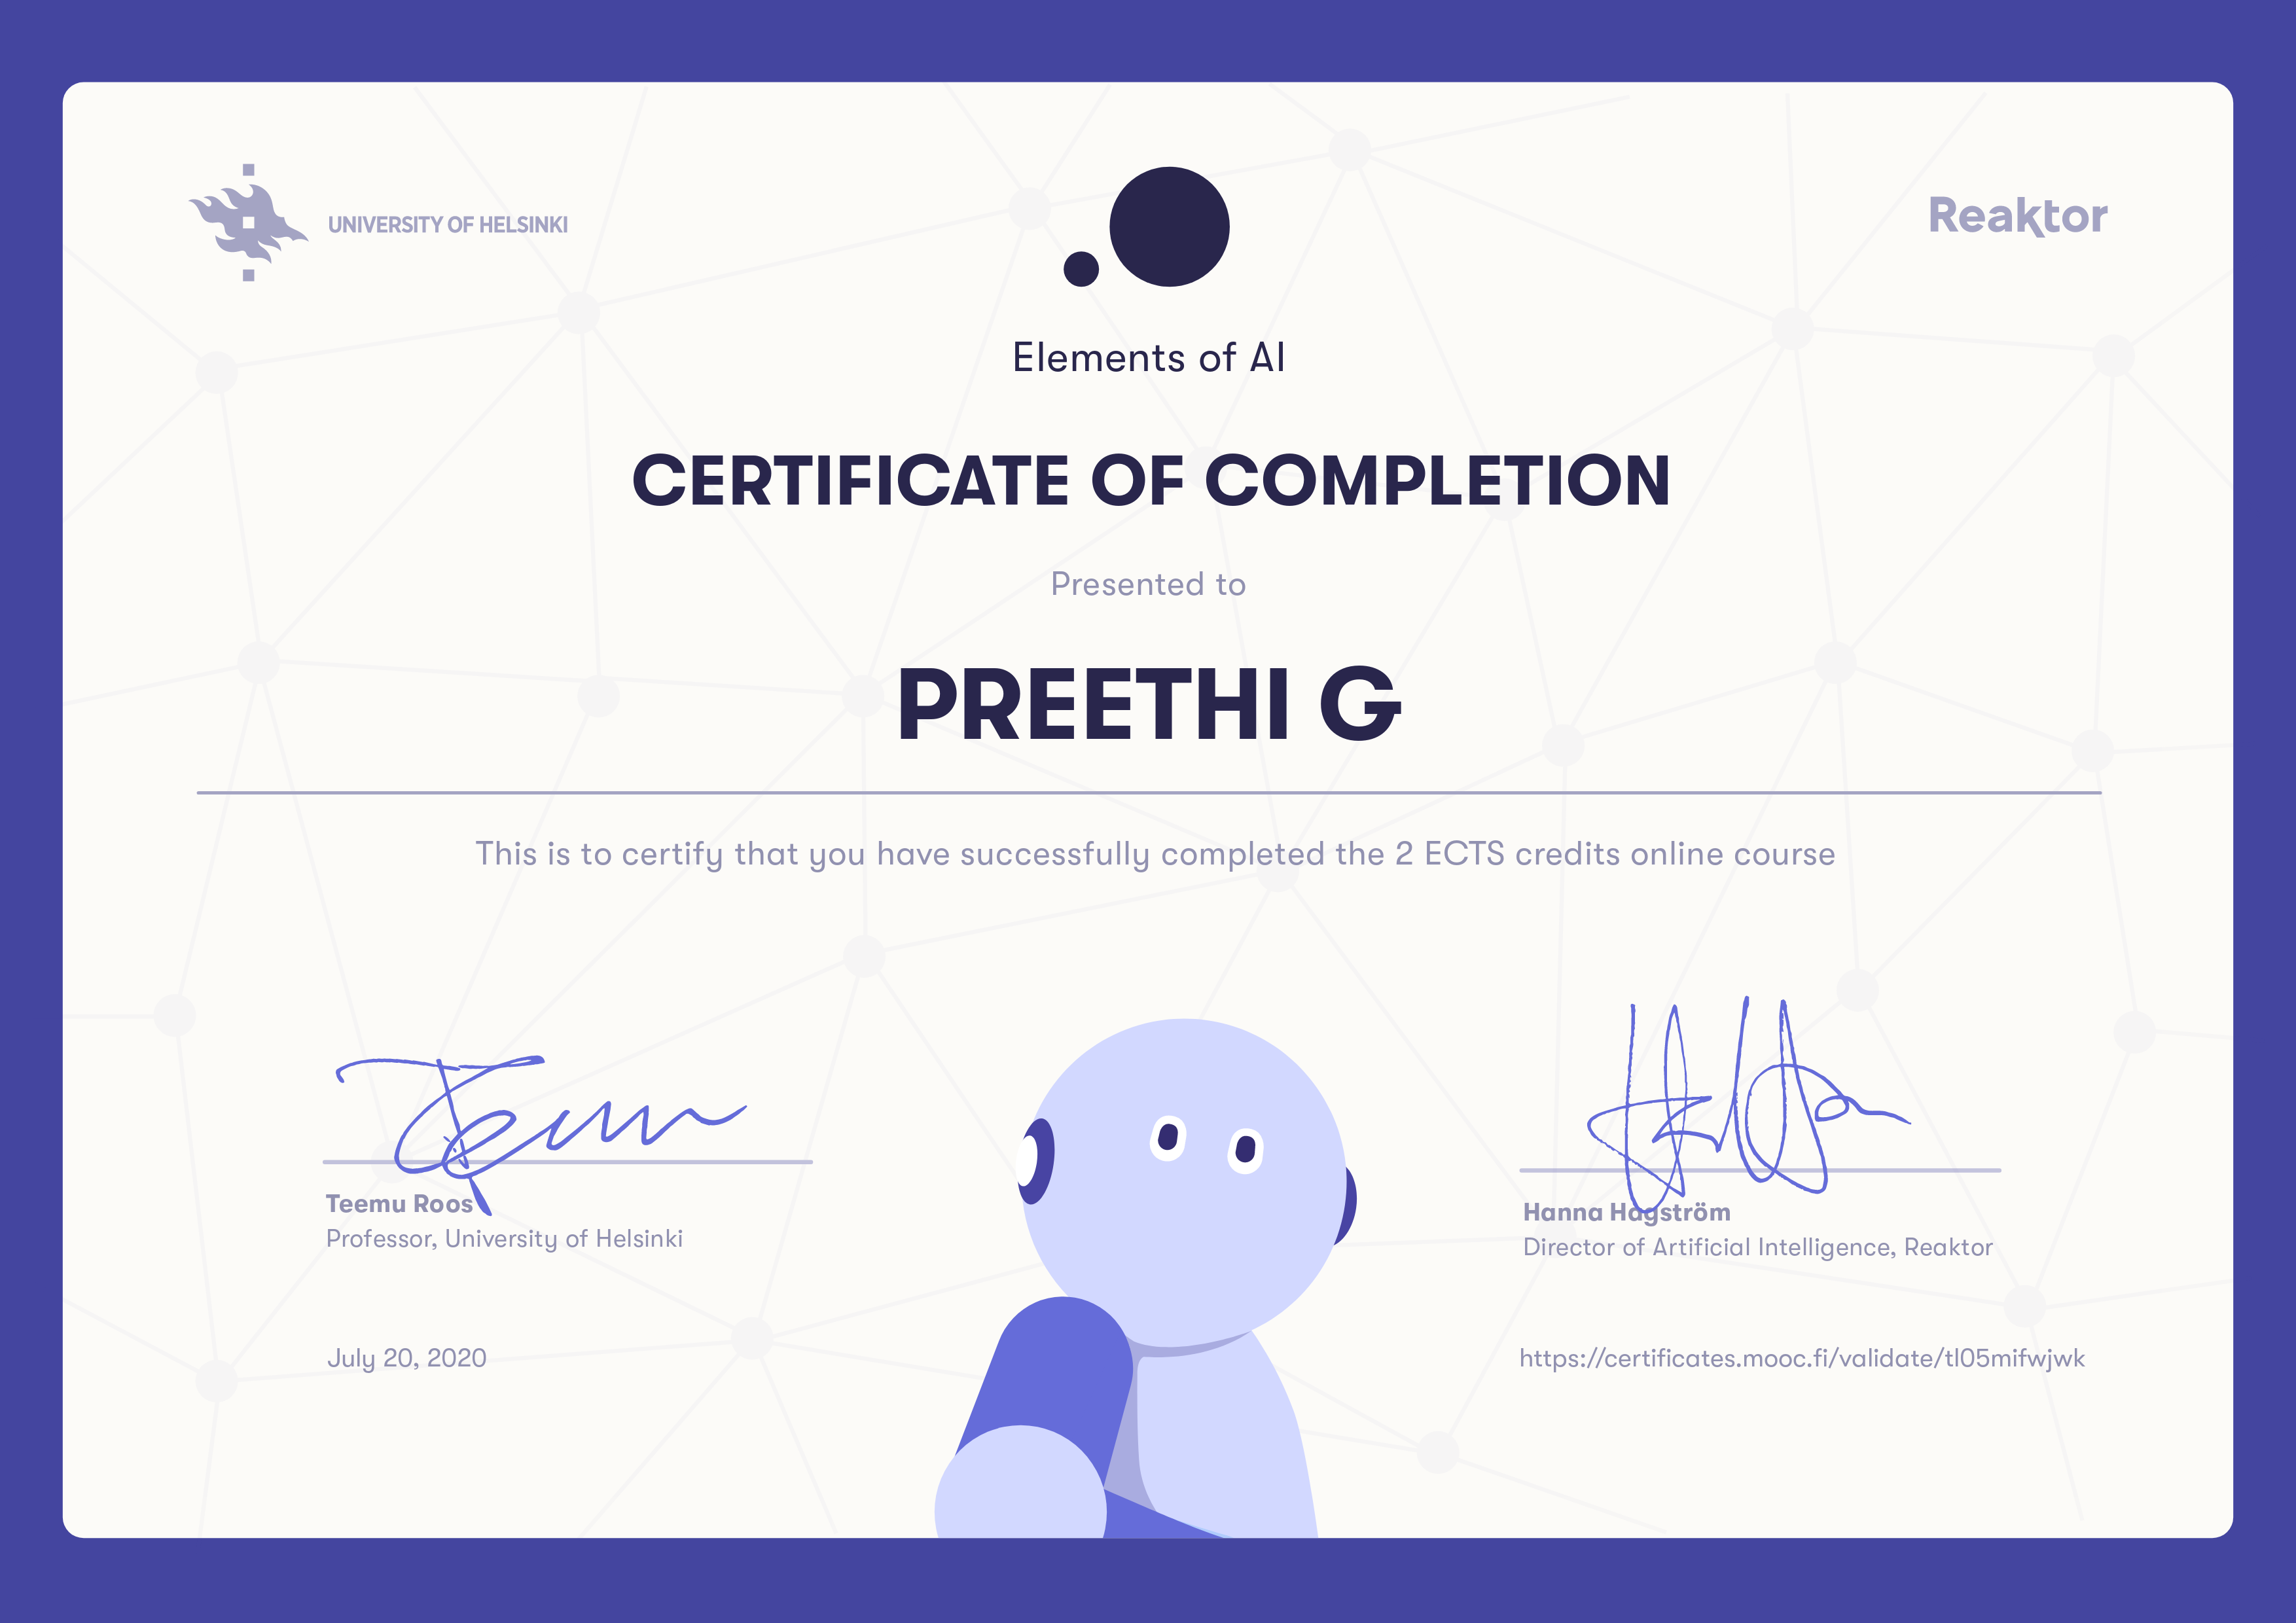 UNIVERSITY OF HELSINKI
Reaktor
Elements of AI
CERTIFICATE OF COMPLETION
Presented to
PREETHI G
This is to certify that you have successfully completed the 2 ECTS credits online course
Teemu Roos
Professor, University of Helsinki
Hanna Hagström
Director of Artificial Intelligence, Reaktor
July 20, 2020
https://certificates.mooc.fi/validate/tl05mifwjwk